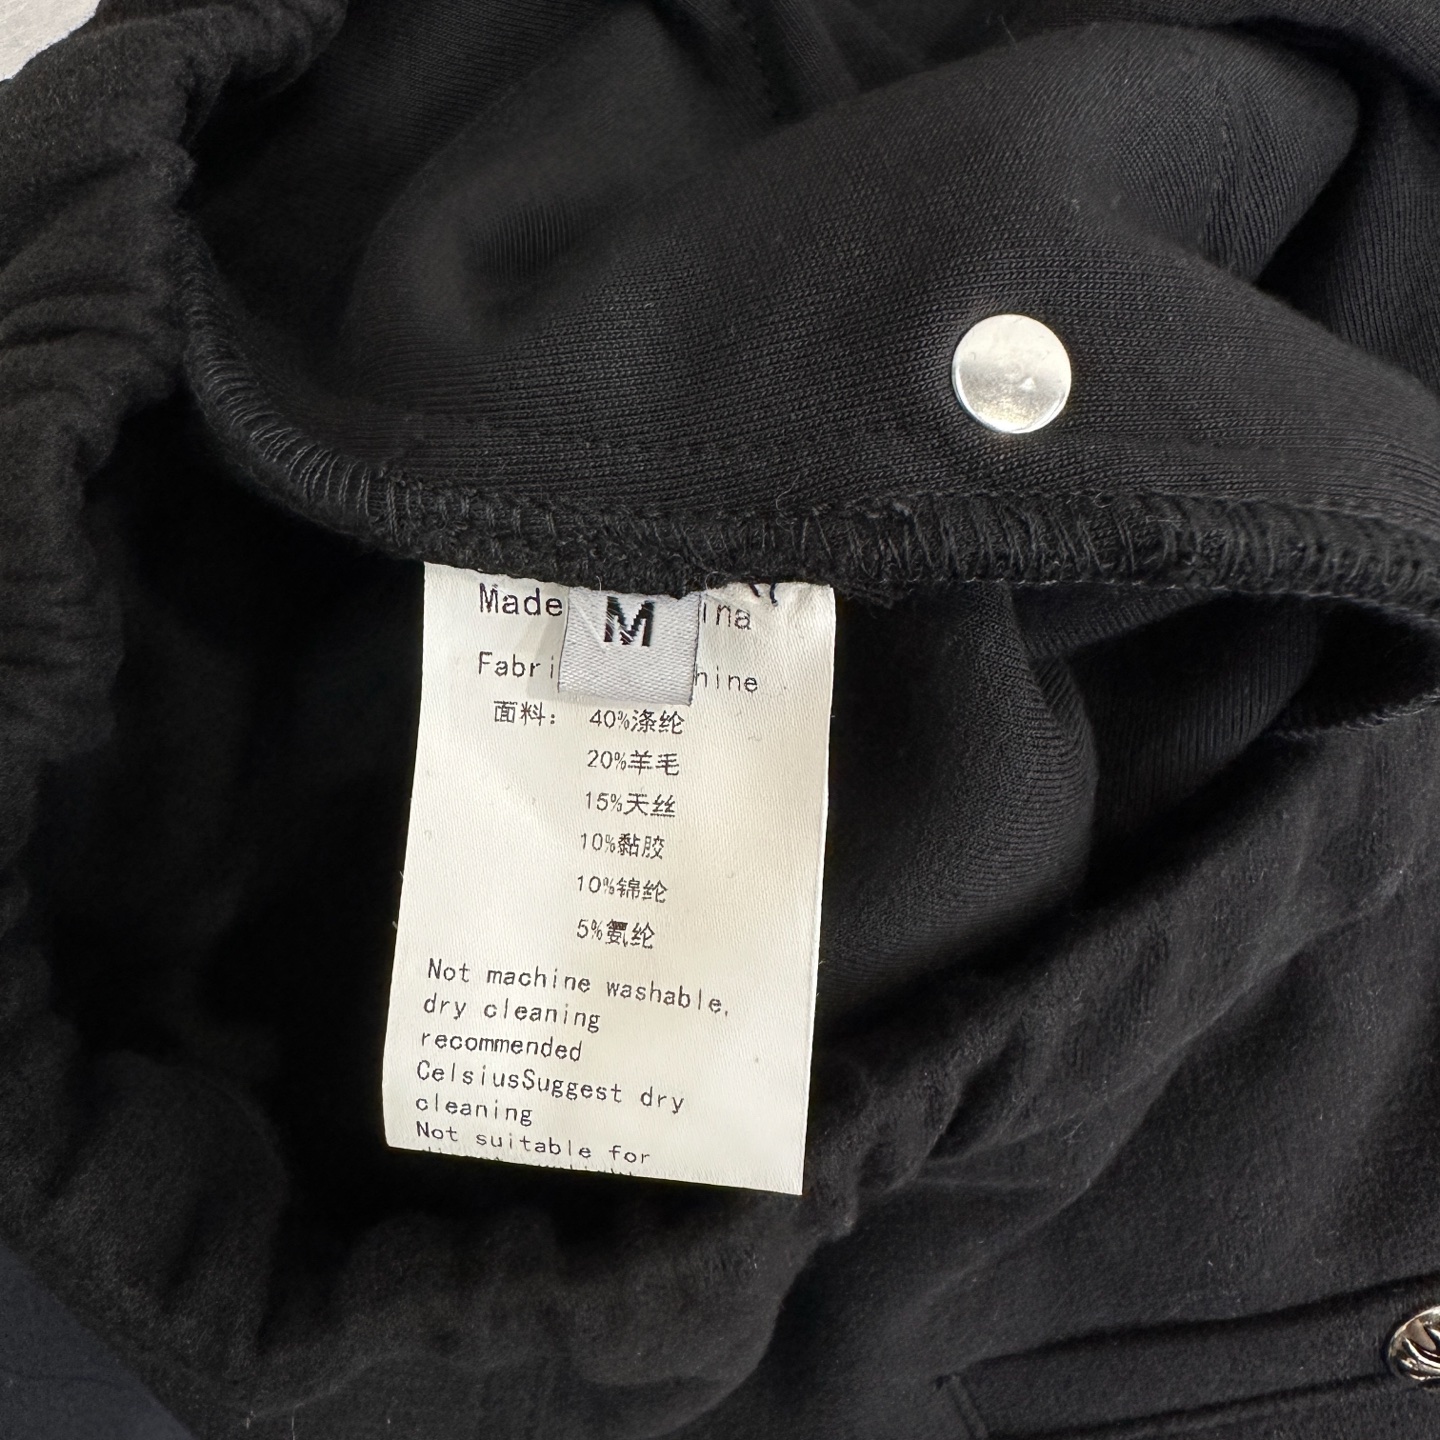 Made ina
M
Fabri hine
面料： 40%涤纶
20%羊毛
15%天丝
10%黏胶
10%锦纶
5%氨纶
Not machine washable,
dry cleaning
recommended
CelsiusSuggest dry
cleaning
Not suitable for